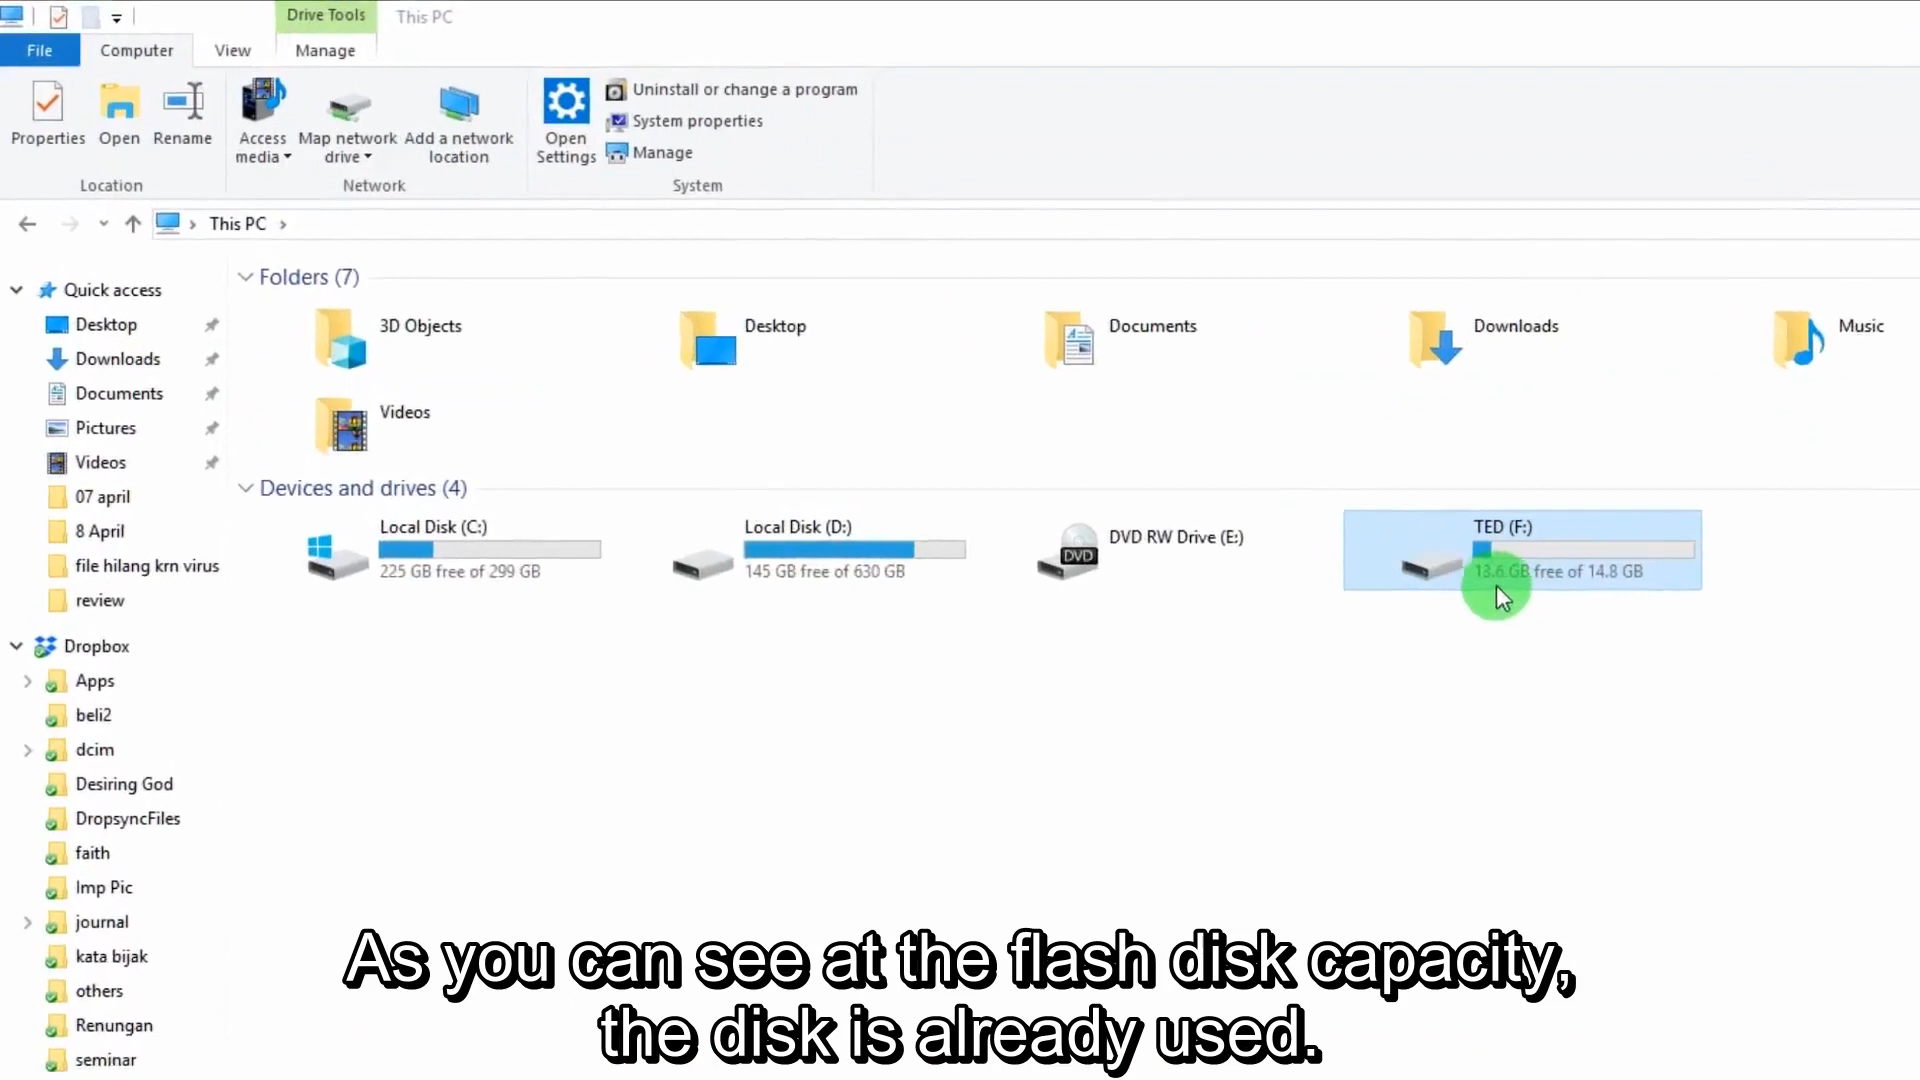 Drive Tools
This PC
File
Computer
View
Manage
Properties
Open
Rename
Access
media
Map network
drive
Add a network
location
Open
Settings
Uninstall or change a program
System properties
Manage
Location
Network
System
This PC
Quick access
Desktop
Downloads
Documents
Pictures
Videos
07 april
8 April
file hilang krn virus
review
Dropbox
Apps
beli2
dcim
Desiring God
DropsyncFiles
faith
Imp Pic
journal
kata bijak
others
Renungan
seminar
Folders (7)
3D Objects
Desktop
Documents
Downloads
Music
Videos
Devices and drives (4)
Local Disk (C:)
225 GB free of 299 GB
Local Disk (D:)
145 GB free of 630 GB
DVD RW Drive (E:)
DVD
TED (F:)
13.6 GB free of 14.8 GB
As you can see at the flash disk capacity,
the disk is already used.